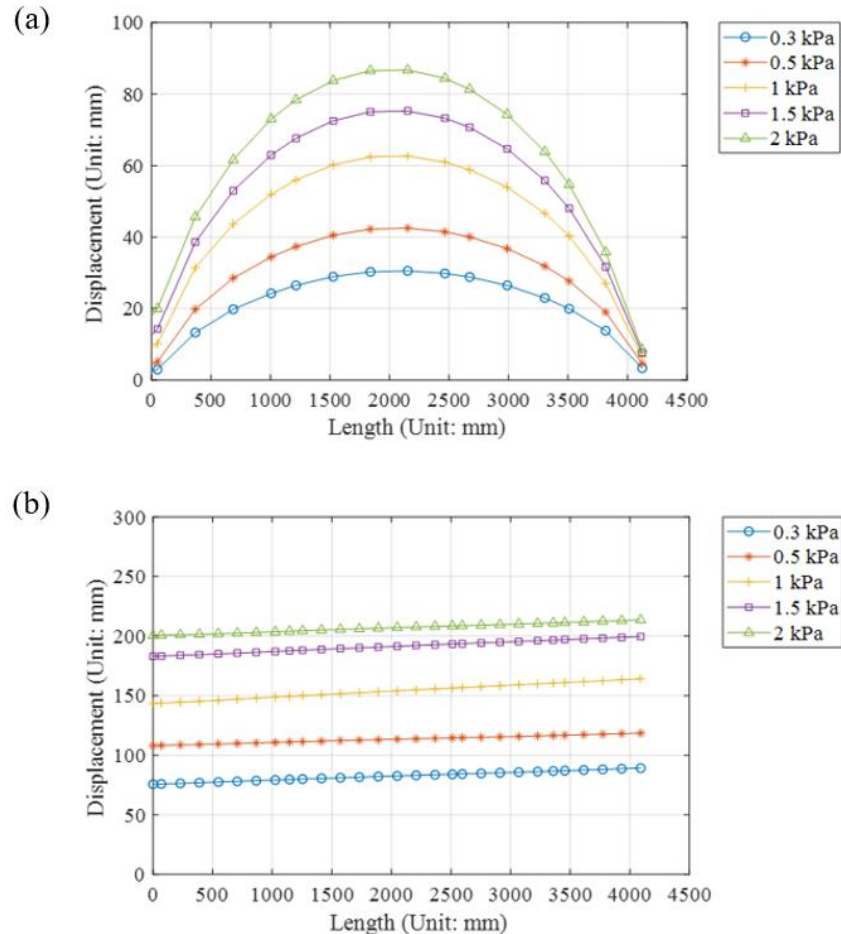 (a)
100
80
60
40
20
0
Displacement (Unit: mm)
0 500 1000 1500 2000 2500 3000 3500 4000 4500
Length (Unit: mm)
0.3 kPa
0.5 kPa
1 kPa
1.5 kPa
2 kPa
(b)
300
250
200
150
100
50
0
Displacement (Unit: mm)
0 500 1000 1500 2000 2500 3000 3500 4000 4500
Length (Unit: mm)
0.3 kPa
0.5 kPa
1 kPa
1.5 kPa
2 kPa